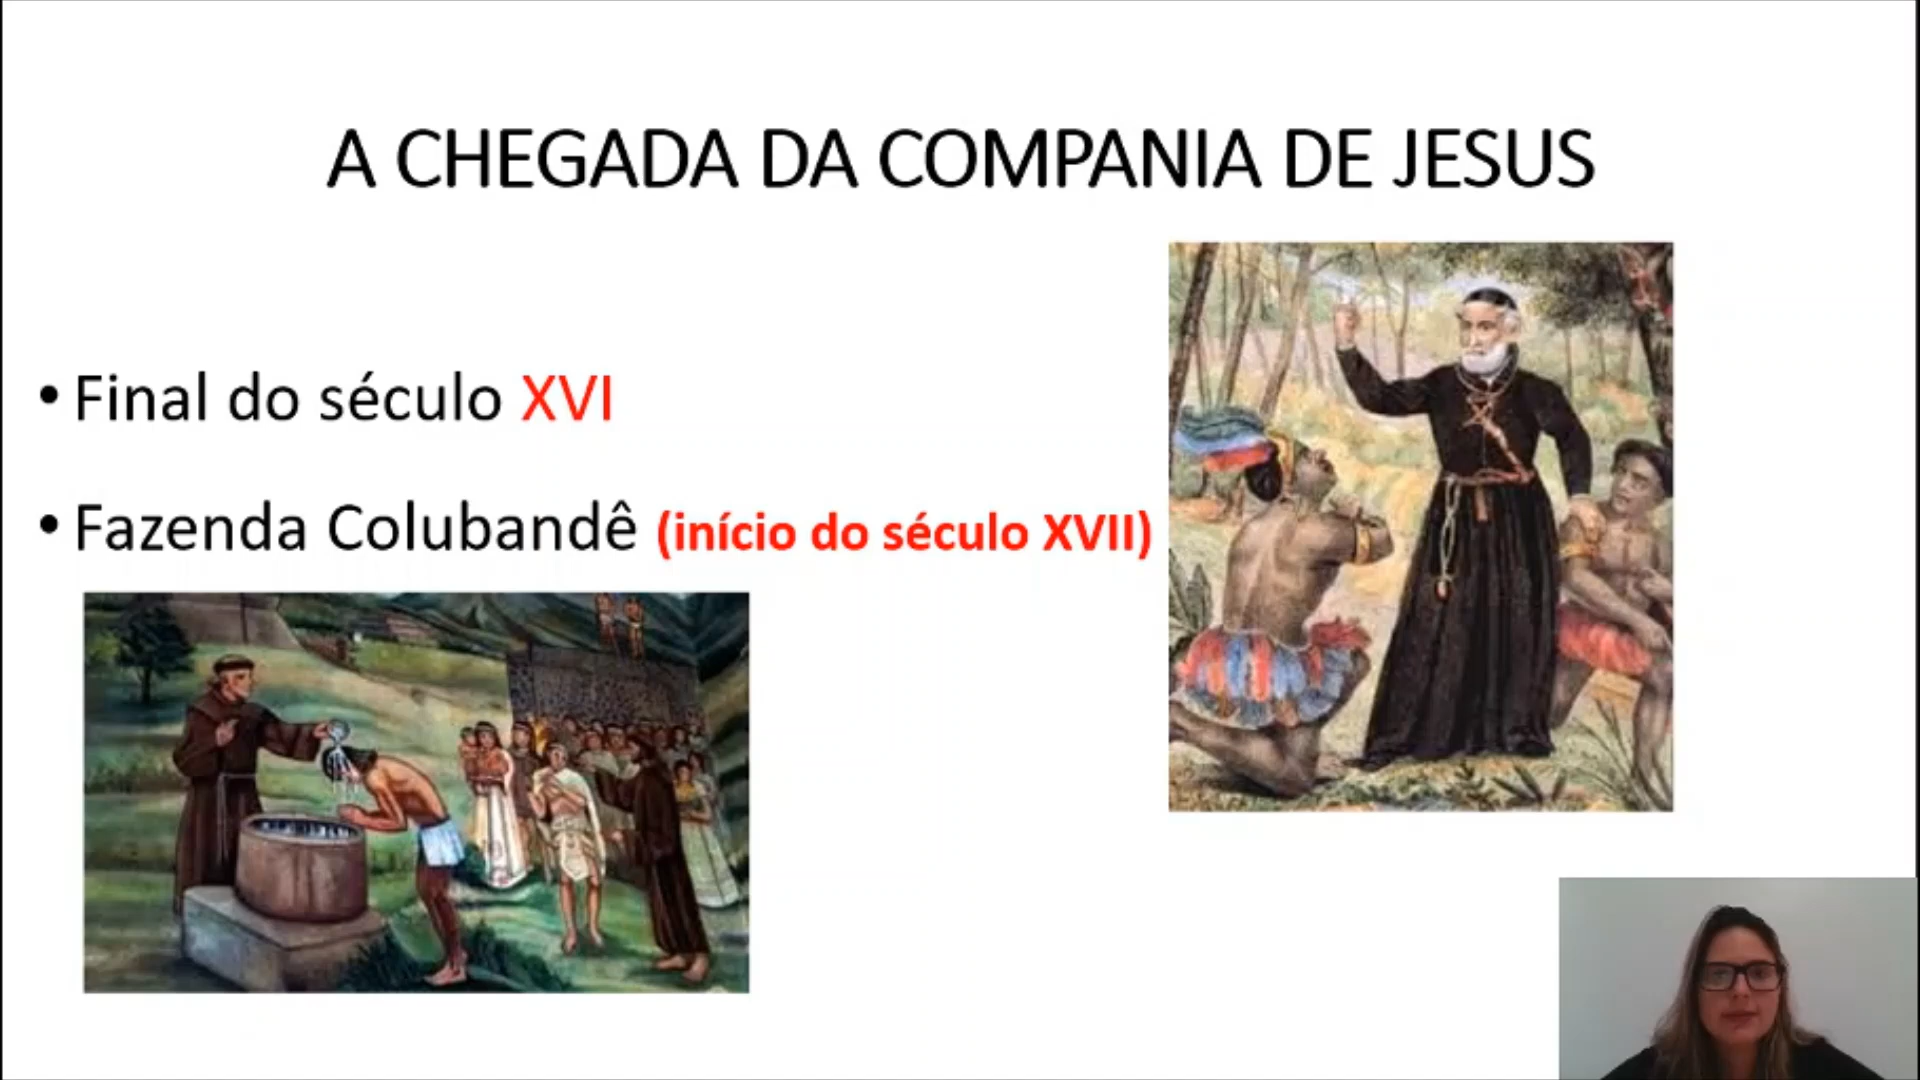 A CHEGADA DA COMPANIA DE JESUS
• Final do século XVI
• Fazenda Colubandê (início do século XVII)